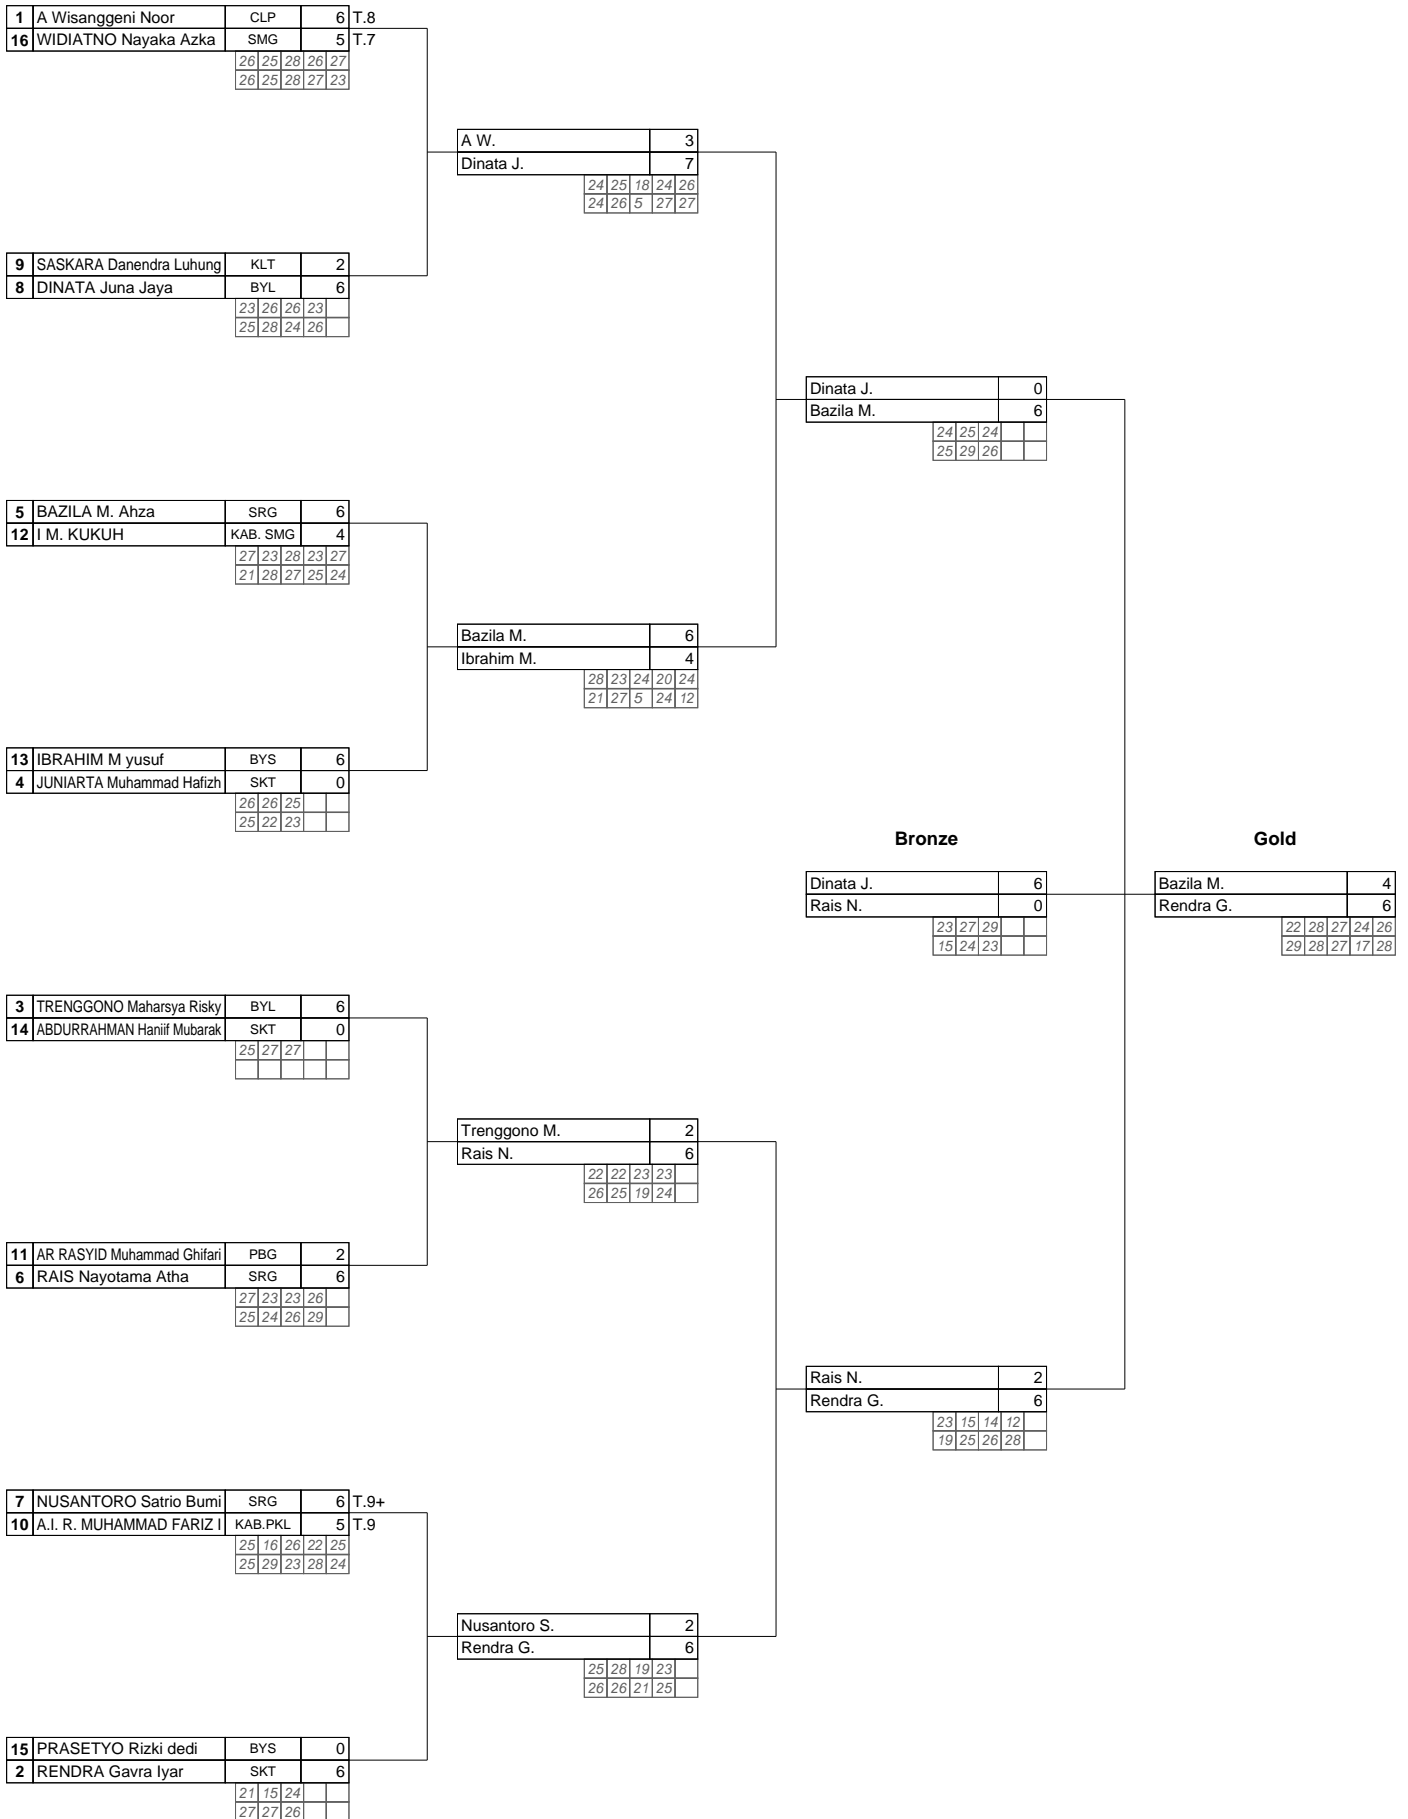 1 A Wisanggeni Noor CLP 6 T.8
16 WIDIATNO Nayaka Azka SMG 5 T.7
26 25 28 26 27
26 25 28 27 23
A W. 3
Dinata J. 7
24 25 18 24 26
24 26 5 27 27
9 SASKARA Danendra Luhung KLT 2
8 DINATA Juna Jaya BYL 6
23 26 26 23
25 28 24 26
Dinata J. 0
Bazila M. 6
24 25 24
25 29 26
5 BAZILA M. Ahza SRG 6
12 I M. KUKUH KAB. SMG 4
27 23 28 23 27
21 28 27 25 24
Bazila M. 6
Ibrahim M. 4
28 23 24 20 24
21 27 5 24 12
13 IBRAHIM M yusuf BYS 6
4 JUNIARTA Muhammad Hafizh SKT 0
26 26 25
25 22 23
Bronze Gold
Dinata J. 6 Bazila M. 4
Rais N. 0 Rendra G. 6
23 27 29 22 28 27 24 26
15 24 23 29 28 27 17 28
3 TRENGGONO Maharsya Risky BYL 6
14 ABDURRAHMAN Haniif Mubarak SKT 0
25 27 27
Trenggono M. 2
Rais N. 6
22 22 23 23
26 25 19 24
11 AR RASYID Muhammad Ghifari PBG 2
6 RAIS Nayotama Atha SRG 6
27 23 23 26
25 24 26 29
Rais N. 2
Rendra G. 6
23 15 14 12
19 25 26 28
7 NUSANTORO Satrio Bumi SRG 6 T.9+
10 A.I. R. MUHAMMAD FARIZ I KAB.PKL 5 T.9
25 16 26 22 25
25 29 23 28 24
Nusantoro S. 2
Rendra G. 6
25 28 19 23
26 26 21 25
15 PRASETYO Rizki dedi BYS 0
2 RENDRA Gavra Iyar SKT 6
21 15 24
27 27 26